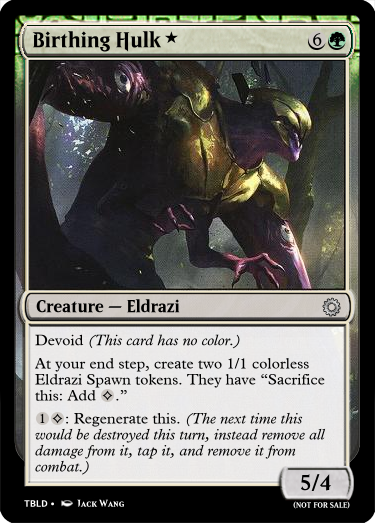 Birthing Hulk ★ 6
Creature — Eldrazi
Devoid (This card has no color.)
At your end step, create two 1/1 colorless
Eldrazi Spawn tokens. They have “Sacrifice
this: Add .”
1 : Regenerate this. (The next time this
would be destroyed this turn, instead remove all
damage from it, tap it, and remove it from
combat.)
5/4
TBLD • Jack Wang
(NOT FOR SALE)